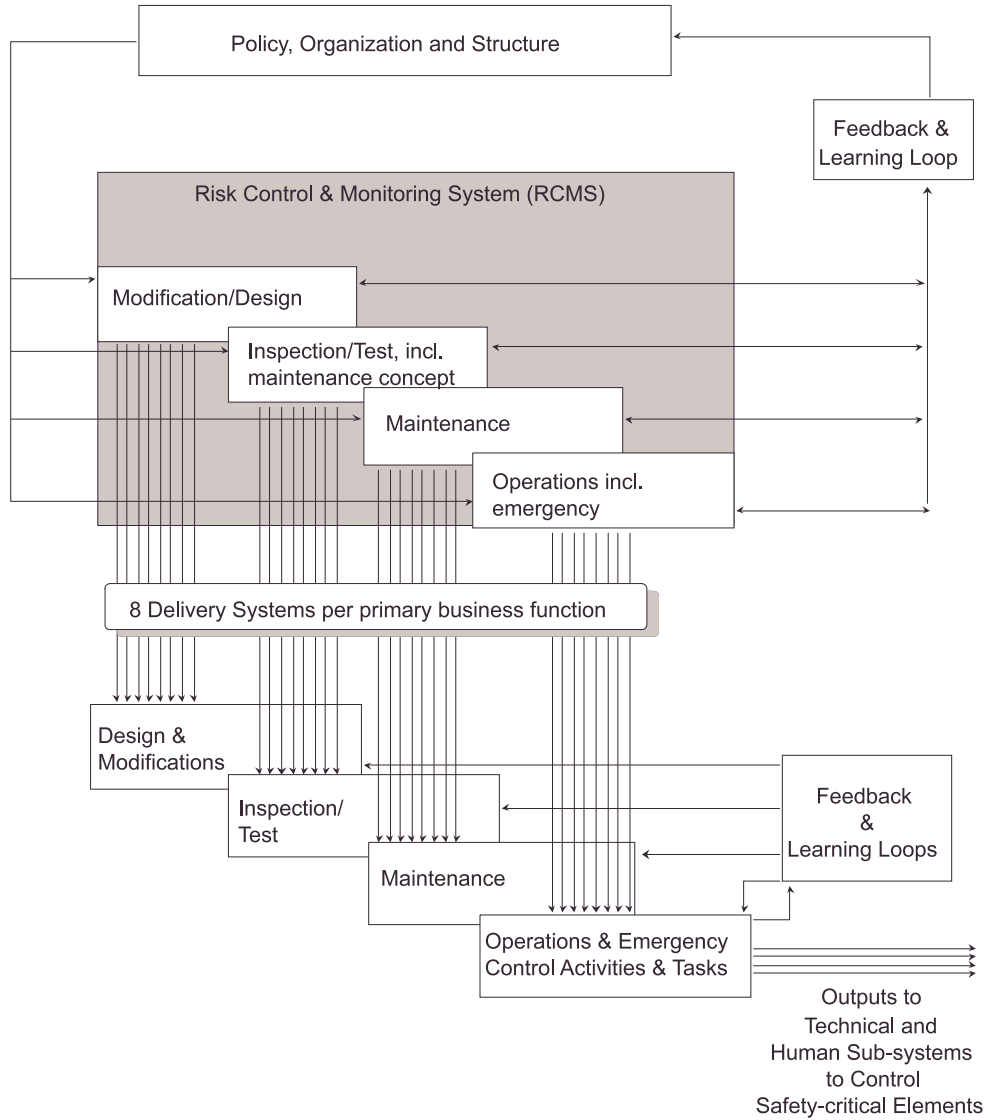 Policy, Organization and Structure
Feedback &
Learning Loop
Risk Control & Monitoring System (RCMS)
Modification/Design
Inspection/Test, incl.
maintenance concept
Maintenance
Operations incl.
emergency
8 Delivery Systems per primary business function
Design &
Modifications
Inspection/
Test
Maintenance
Operations & Emergency
Control Activities & Tasks
Feedback
&
Learning Loops
Outputs to
Technical and
Human Sub-systems
to Control
Safety-critical Elements